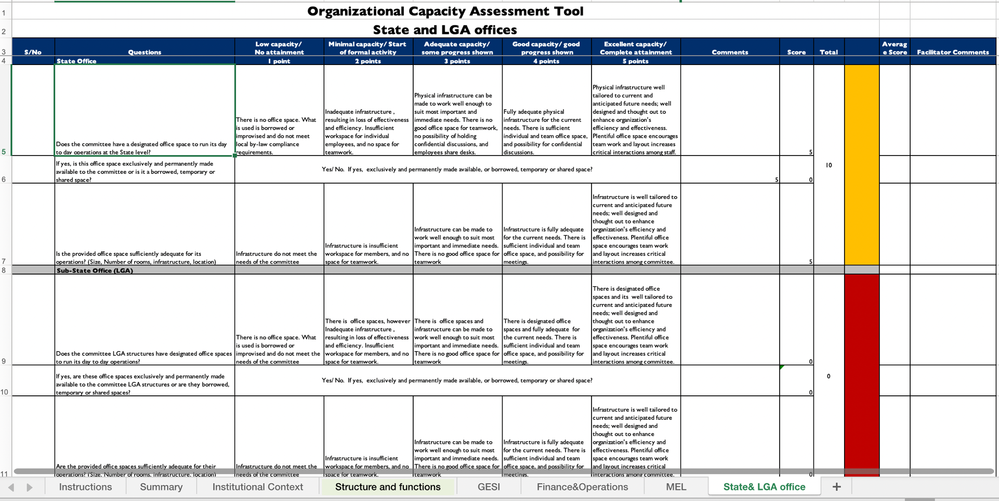 1
Organizational Capacity Assessment Tool
2
State and LGA offices
3
S/No
Questions
Low capacity/
No attainment
Minimal capacity/ Start
of formal activity
Adequate capacity/
some progress shown
Good capacity/ good
progress shown
Excellent capacity/
Complete attainment
Comments
Score
Total
Averag
e Score
Facilitator Comments
4
State Office
1 point
2 points
3 points
4 points
5 points
5
Does the committee have a designated office space to run its day
to day operations at the State level?
There is no office space. What
is used is borrowed or
improvised and do not meet
local by-law compliance
requirements.
Inadequate infrastructure ,
resulting in loss of effectiveness
and efficiency. Insufficient
workspace for individual
employees, and no space for
teamwork.
Physical infrastructure can be
made to work well enough to
suit most important and
immediate needs. There is no
good office space for teamwork,
no possibility of holding
confidential discussions, and
employees share desks.
Fully adequate physical
infrastructure for the current
needs. There is sufficient
individual and team office space,
and possibility for confidential
discussions.
Physical infrastructure well
tailored to current and
anticipated future needs; well
designed and thought out to
enhance organization's
efficiency and effectiveness.
Plentiful office space encourages
team work and layout increases
critical interactions among staff.
5
10
6
If yes, is this office space exclusively and permanently made
available to the committee or is it a borrowed, temporary or
shared space?
Yes/ No.  If yes,  exclusively and permanently made available, or borrowed, temporary or shared space?
5
0
7
Is the provided office space sufficiently adequate for its
operations? (Size, Number of rooms, infrastructure, location)
Infrastructure do not meet the
needs of the committee
Infrastructure is insufficient
workspace for members, and no
space for teamwork.
Infrastructure can be made to
work well enough to suit most
important and immediate needs.
There is no good office space for
teamwork
Infrastructure is fully adequate
for the current needs. There is
sufficient individual and team
office space, and possibility for
meetings.
Infrastructure is well tailored to
current and anticipated future
needs; well designed and
thought out to enhance
organization's efficiency and
effectiveness. Plentiful office
space encourages team work
and layout increases critical
interactions among committee.
5
8
Sub-State Office (LGA)
9
Does the committee LGA structures have designated office spaces
to run its day to day operations?
There is no office space. What
is used is borrowed or
improvised and do not meet the
needs of the committee
There is  office spaces, however
Inadequate infrastructure ,
resulting in loss of effectiveness
and efficiency. Insufficient
workspace for members, and no
space for teamwork.
There is  office spaces and
infrastructure can be made to
work well enough to suit most
important and immediate needs.
There is no good office space for
teamwork
There is designated office
spaces and fully adequate  for
the current needs. There is
sufficient individual and team
office space, and possibility for
meetings.
There is designated office
spaces and its  well tailored to
current and anticipated future
needs; well designed and
thought out to enhance
organization's efficiency and
effectiveness. Plentiful office
space encourages team work
and layout increases critical
interactions among committee.
0
0
10
If yes, are these office spaces exclusively and permanently made
available to the committee LGA structures or are they borrowed,
temporary or shared spaces?
Yes/ No.  If yes,  exclusively and permanently made available, or borrowed, temporary or shared space?
0
11
Are the provided office spaces sufficiently adequate for their
operations? (Size, Number of rooms, infrastructure, location)
Infrastructure do not meet the
needs of the committee
Infrastructure is insufficient
workspace for members, and no
space for teamwork.
Infrastructure can be made to
work well enough to suit most
important and immediate needs.
There is no good office space for
teamwork
Infrastructure is fully adequate
for the current needs. There is
sufficient individual and team
office space, and possibility for
meetings.
Infrastructure is well tailored to
current and anticipated future
needs; well designed and
thought out to enhance
organization's efficiency and
effectiveness. Plentiful office
space encourages team work
and layout increases critical
interactions among committee.
0
Instructions
Summary
Institutional Context
Structure and functions
GESI
Finance&Operations
MEL
State& LGA office
+